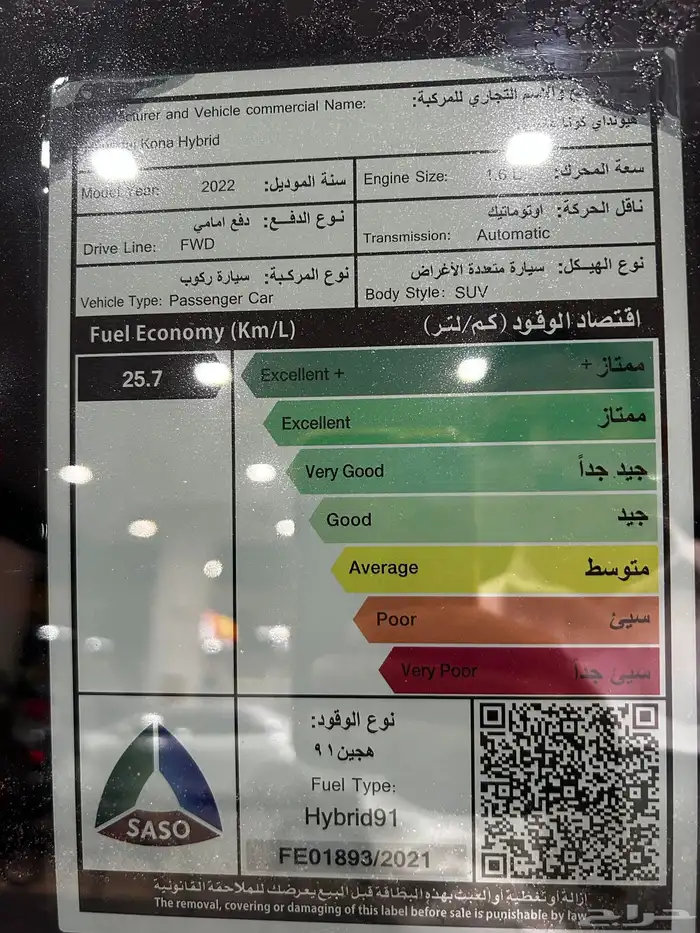 and Vehicle commercial Name: التجاري للمركبة:
Kona Hybrid هيونداي كونا
Model Year: 2022 سنة الموديل:
Engine Size: 1.6 سعة المحرك:
نوع الدفع: دفع امامي
Drive Line: FWD
ناقل الحركة: اوتوماتيك
Transmission: Automatic
نوع المركبة: سيارة ركوب
Vehicle Type: Passenger Car
نوع الهيكل: سيارة متعددة الأغراض
Body Style: SUV
Fuel Economy (Km/L) اقتصاد الوقود (كم/لتر)
25.7
Excellent + ممتاز +
Excellent ممتاز
Very Good جيد جداً
Good جيد
Average متوسط
Poor سيئ
Very Poor سيئ جداً
SASO
نوع الوقود:
هجين ٩١
Fuel Type:
Hybrid91
FE01893/2021
إزالة أو تغطية أو العبث بهذه البطاقة قبل البيع يعرضك للملاحقة القانونية
The removal, covering or damaging of this label before sale is punishable by law
حراج